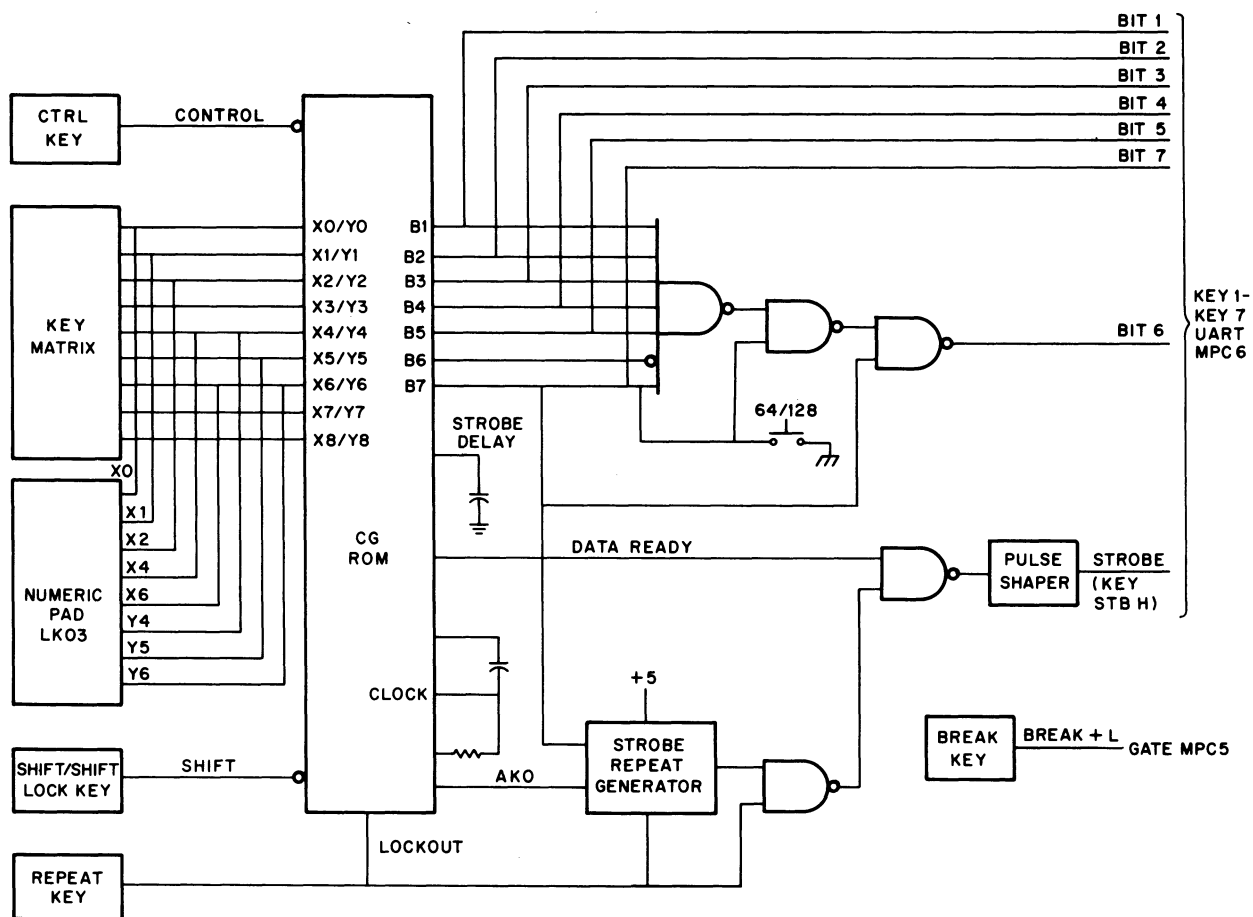 BIT 1
BIT 2
BIT 3
BIT 4
BIT 5
BIT 7
CTRL
KEY
CONTROL
KEY
MATRIX
X0/Y0
X1/Y1
X2/Y2
X3/Y3
X4/Y4
X5/Y5
X6/Y6
X7/Y7
X8/Y8
B1
B2
B3
B4
B5
B6
B7
BIT 6
KEY 1-
KEY 7
UART
MPC6
64/128
STROBE
DELAY
NUMERIC
PAD
LK03
X0
X1
X2
X4
X6
Y4
Y5
Y6
CG
ROM
DATA READY
PULSE
SHAPER
STROBE
(KEY
STB H)
CLOCK
+5
STROBE
REPEAT
GENERATOR
AKO
BREAK
KEY
BREAK + L
GATE MPC5
SHIFT/SHIFT
LOCK KEY
SHIFT
LOCKOUT
REPEAT
KEY